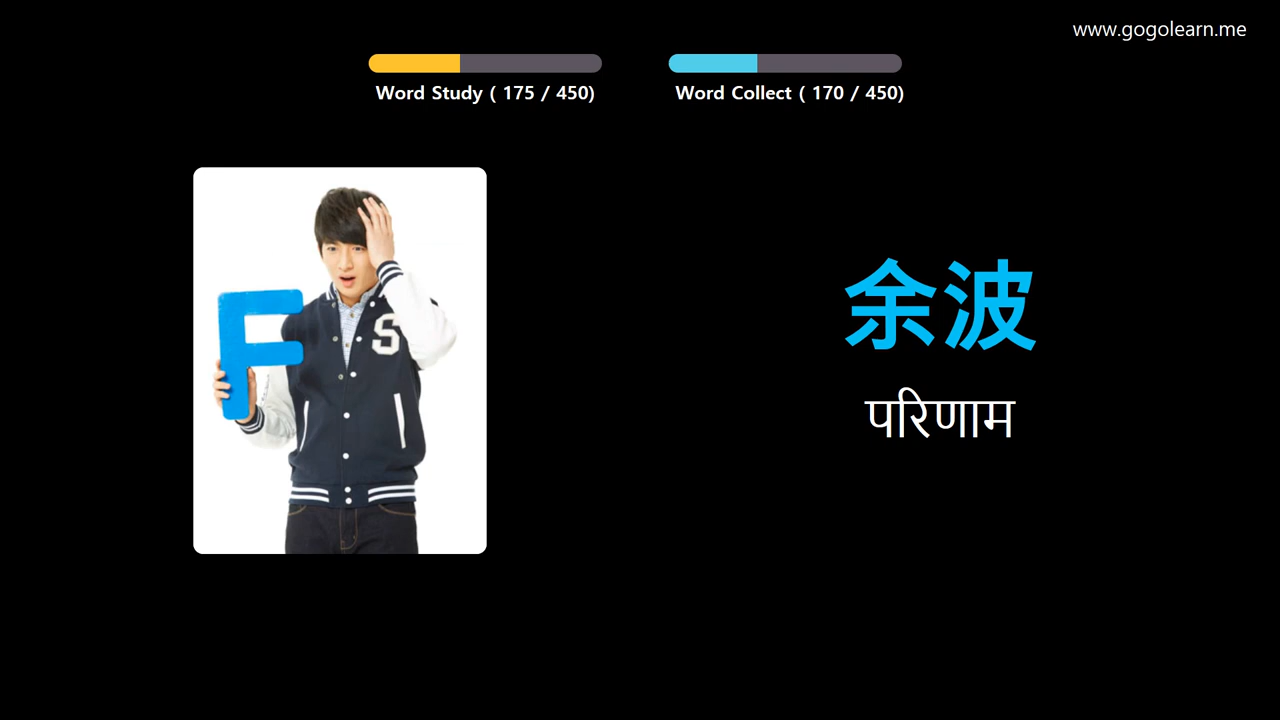 www.gogolearn.me
Word Study ( 175 / 450)
Word Collect ( 170 / 450)
F
S
余波
परिणाम